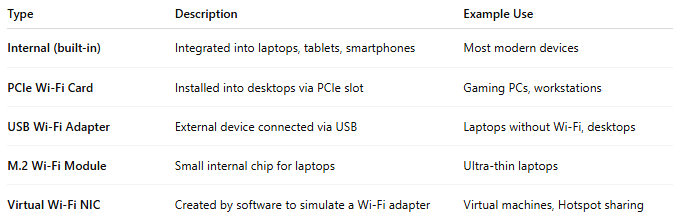 Type Description Example Use
Internal (built-in) Integrated into laptops, tablets, smartphones Most modern devices
PCIe Wi-Fi Card Installed into desktops via PCIe slot Gaming PCs, workstations
USB Wi-Fi Adapter External device connected via USB Laptops without Wi-Fi, desktops
M.2 Wi-Fi Module Small internal chip for laptops Ultra-thin laptops
Virtual Wi-Fi NIC Created by software to simulate a Wi-Fi adapter Virtual machines, Hotspot sharing